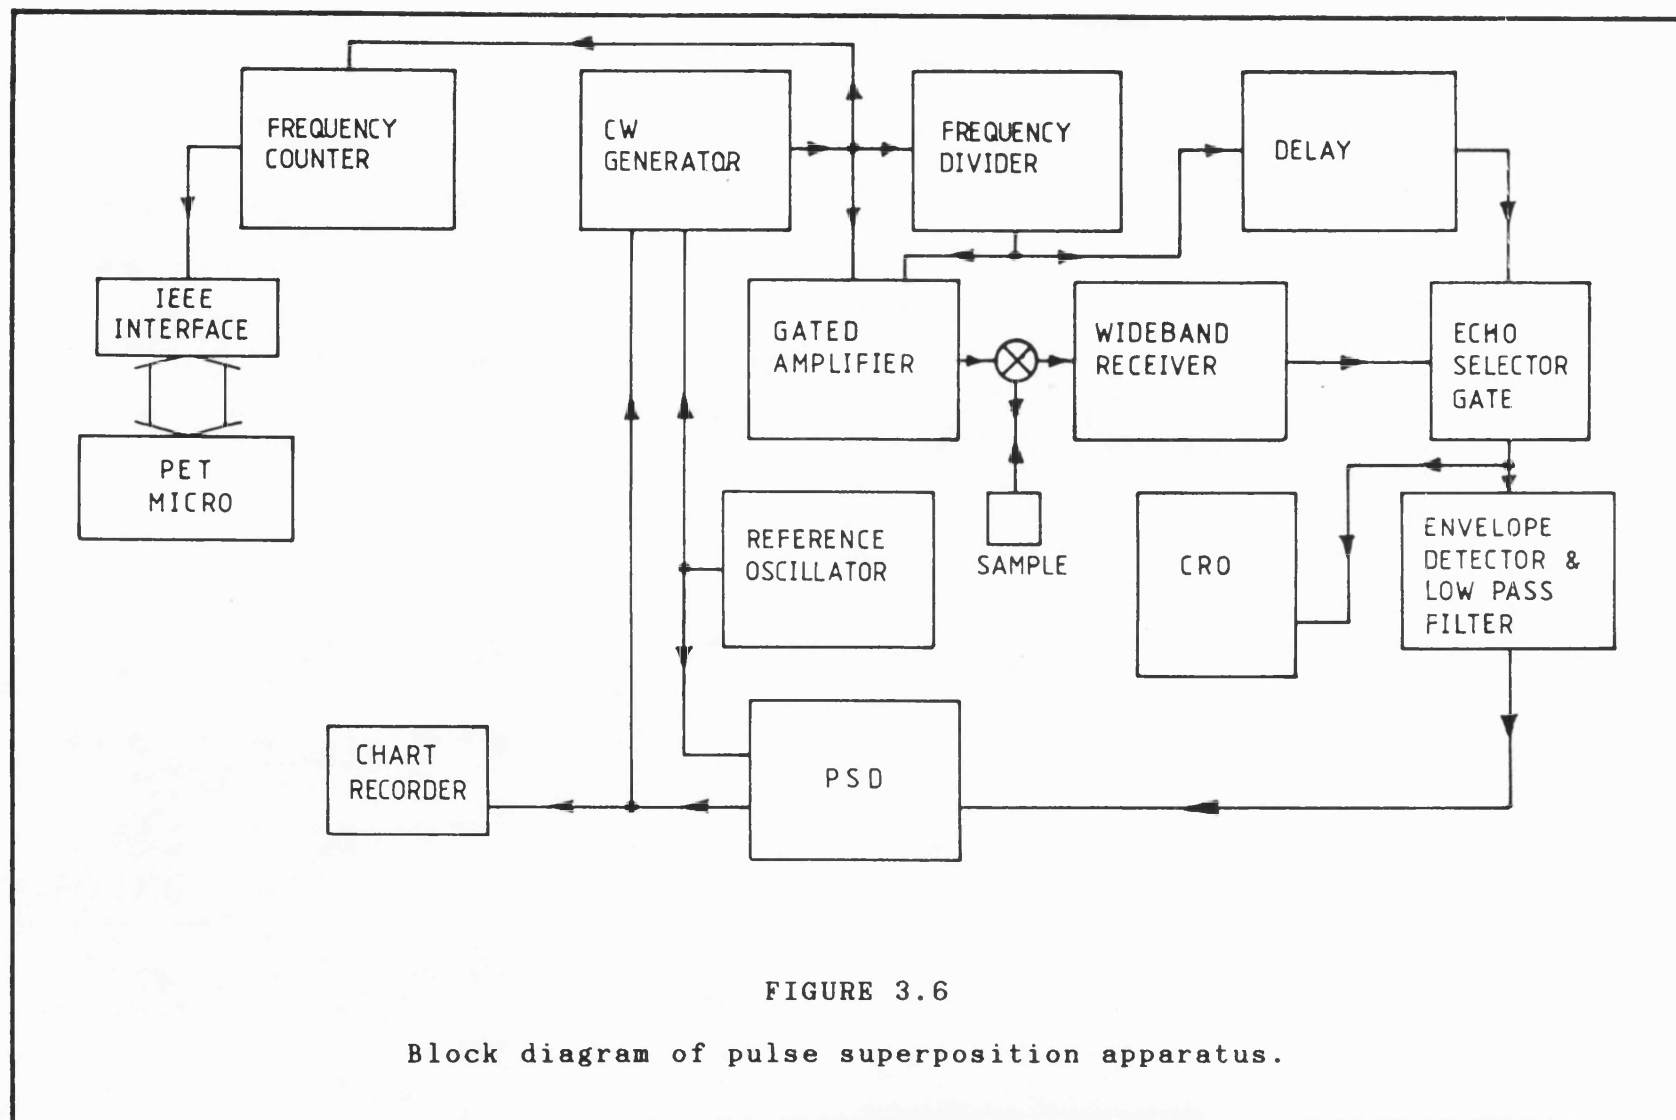 FREQUENCY
COUNTER
CW
GENERATOR
FREQUENCY
DIVIDER
DELAY
IEEE
INTERFACE
GATED
AMPLIFIER
WIDEBAND
RECEIVER
ECHO
SELECTOR
GATE
PET
MICRO
REFERENCE
OSCILLATOR
SAMPLE
CRO
ENVELOPE
DETECTOR &
LOW PASS
FILTER
CHART
RECORDER
PSD
FIGURE 3.6
Block diagram of pulse superposition apparatus.